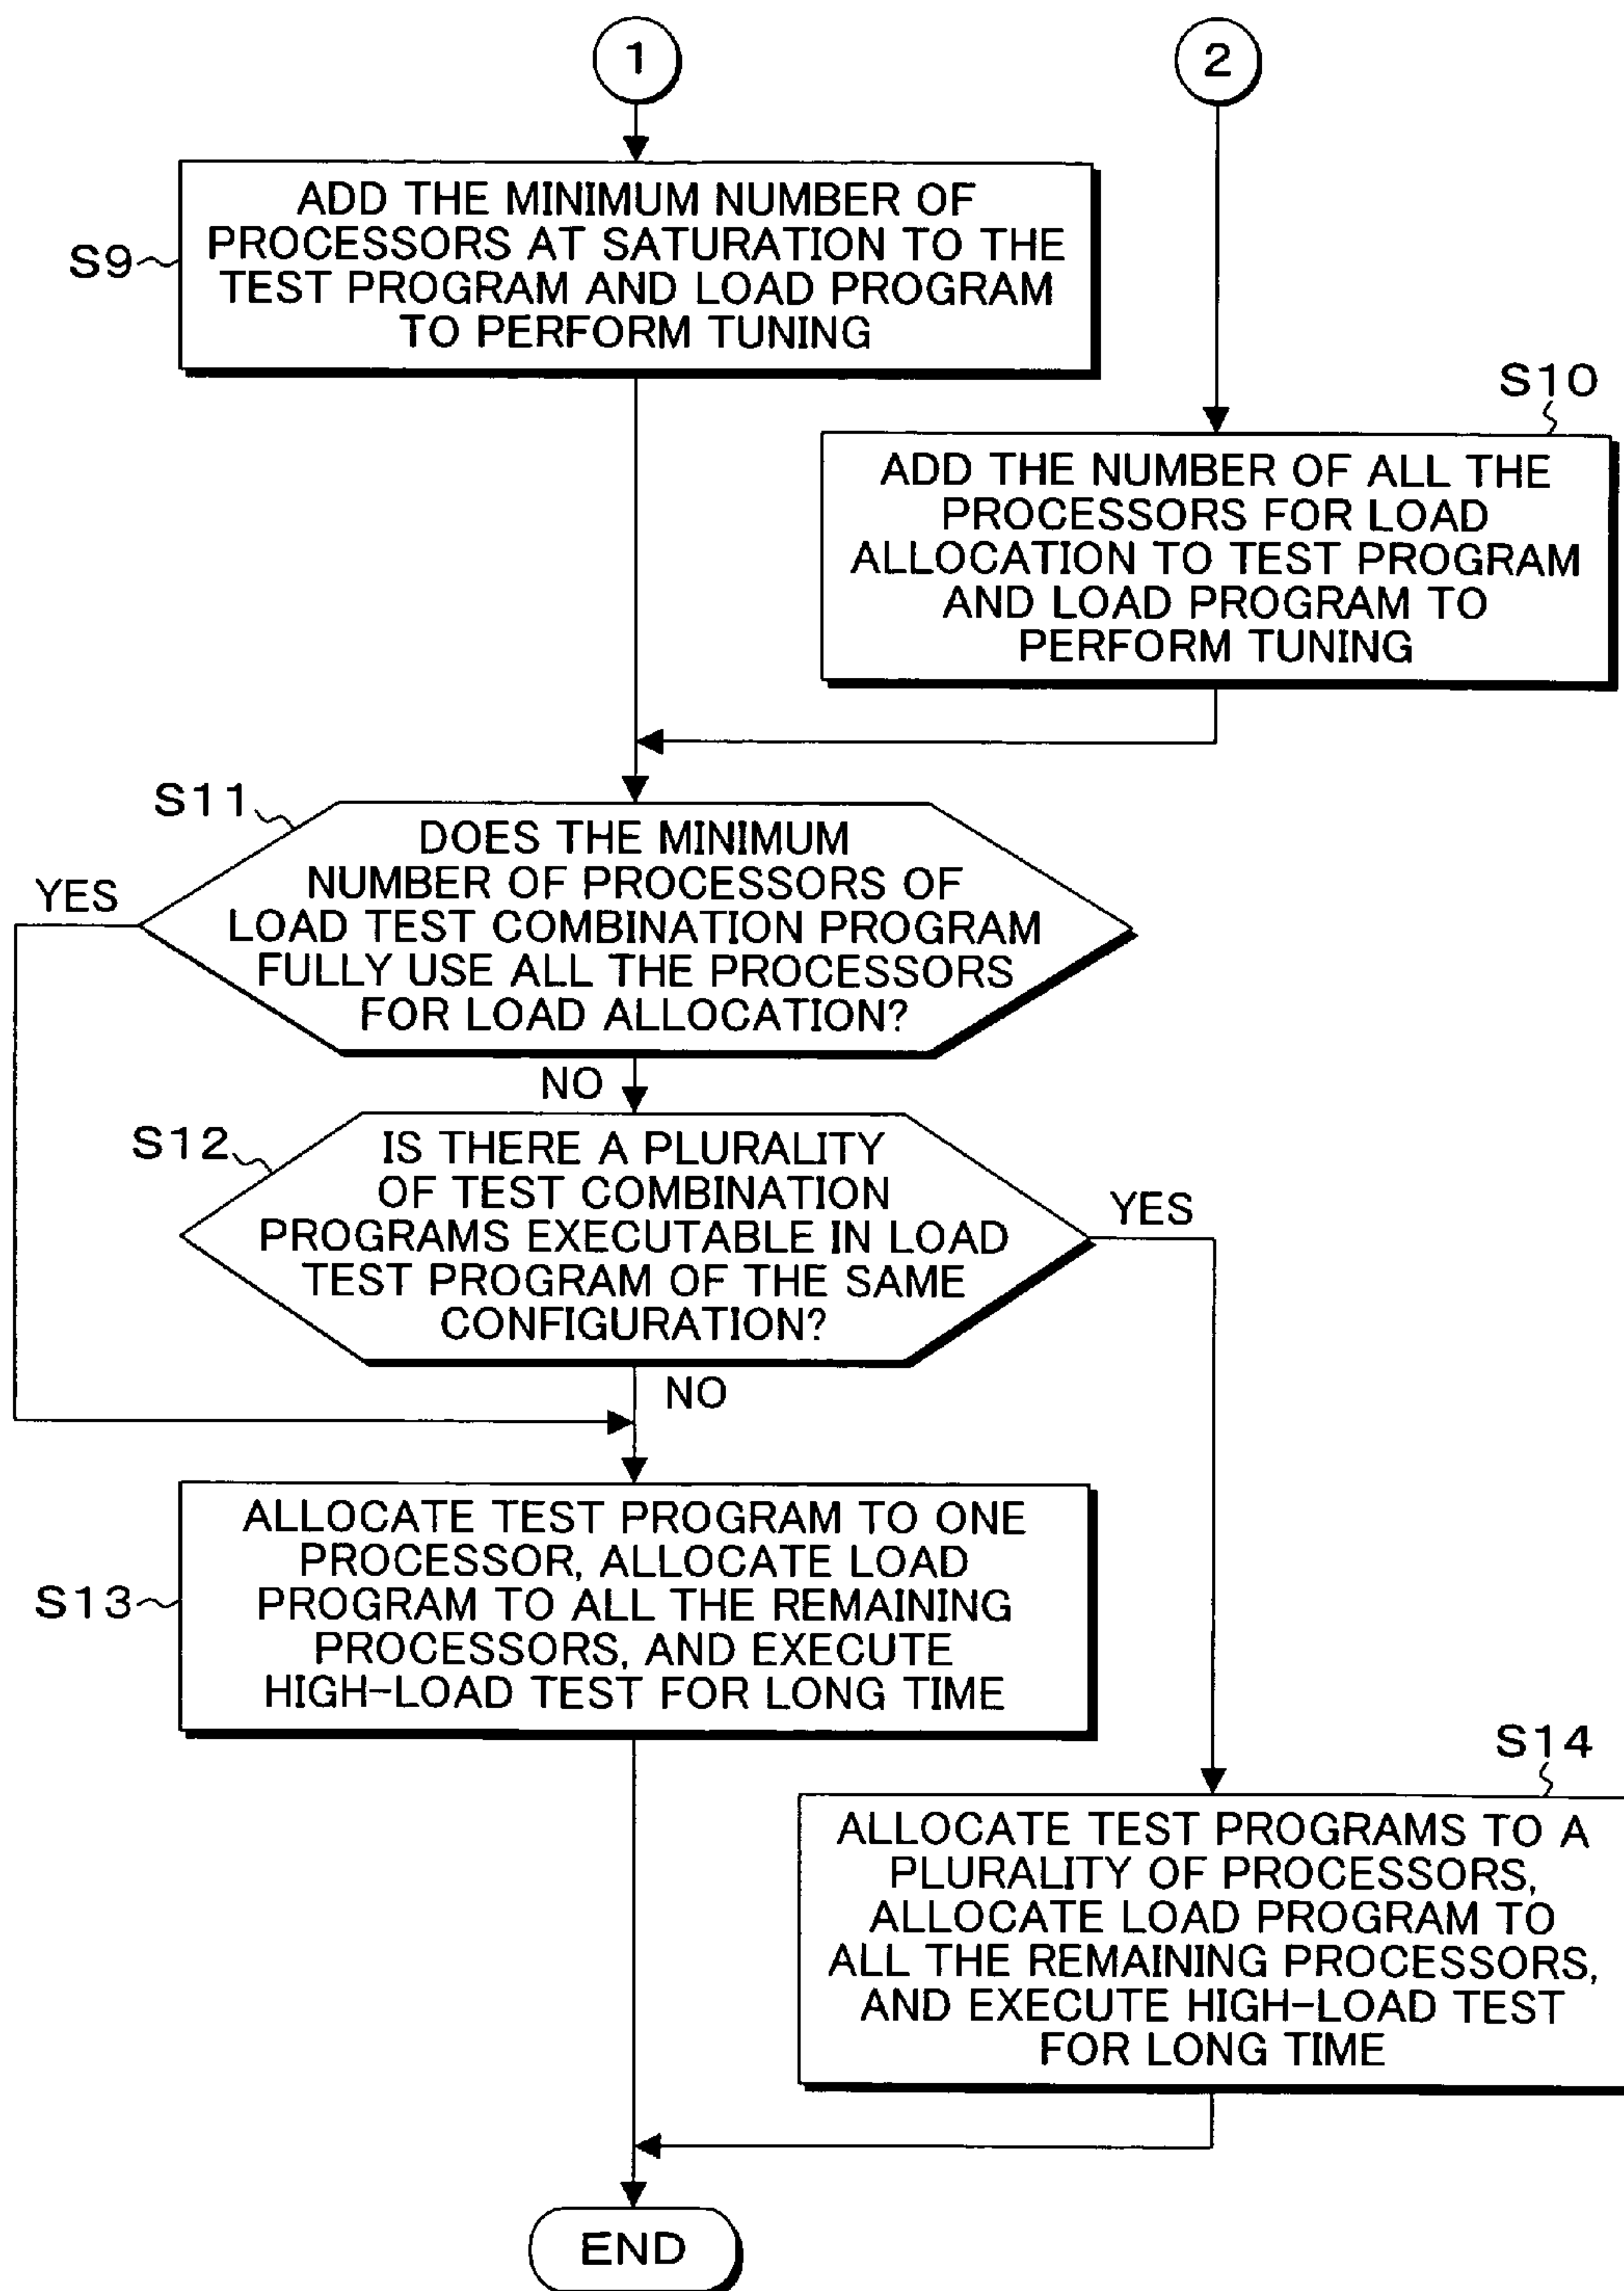 1
2
S9
ADD THE MINIMUM NUMBER OF
PROCESSORS AT SATURATION TO THE
TEST PROGRAM AND LOAD PROGRAM
TO PERFORM TUNING
S10
ADD THE NUMBER OF ALL THE
PROCESSORS FOR LOAD
ALLOCATION TO TEST PROGRAM
AND LOAD PROGRAM TO
PERFORM TUNING
S11
DOES THE MINIMUM
NUMBER OF PROCESSORS OF
LOAD TEST COMBINATION PROGRAM
FULLY USE ALL THE PROCESSORS
FOR LOAD ALLOCATION?
YES
NO
S12
IS THERE A PLURALITY
OF TEST COMBINATION
PROGRAMS EXECUTABLE IN LOAD
TEST PROGRAM OF THE SAME
CONFIGURATION?
YES
NO
S13
ALLOCATE TEST PROGRAM TO ONE
PROCESSOR, ALLOCATE LOAD
PROGRAM TO ALL THE REMAINING
PROCESSORS, AND EXECUTE
HIGH-LOAD TEST FOR LONG TIME
S14
ALLOCATE TEST PROGRAMS TO A
PLURALITY OF PROCESSORS,
ALLOCATE LOAD PROGRAM TO
ALL THE REMAINING PROCESSORS,
AND EXECUTE HIGH-LOAD TEST
FOR LONG TIME
END